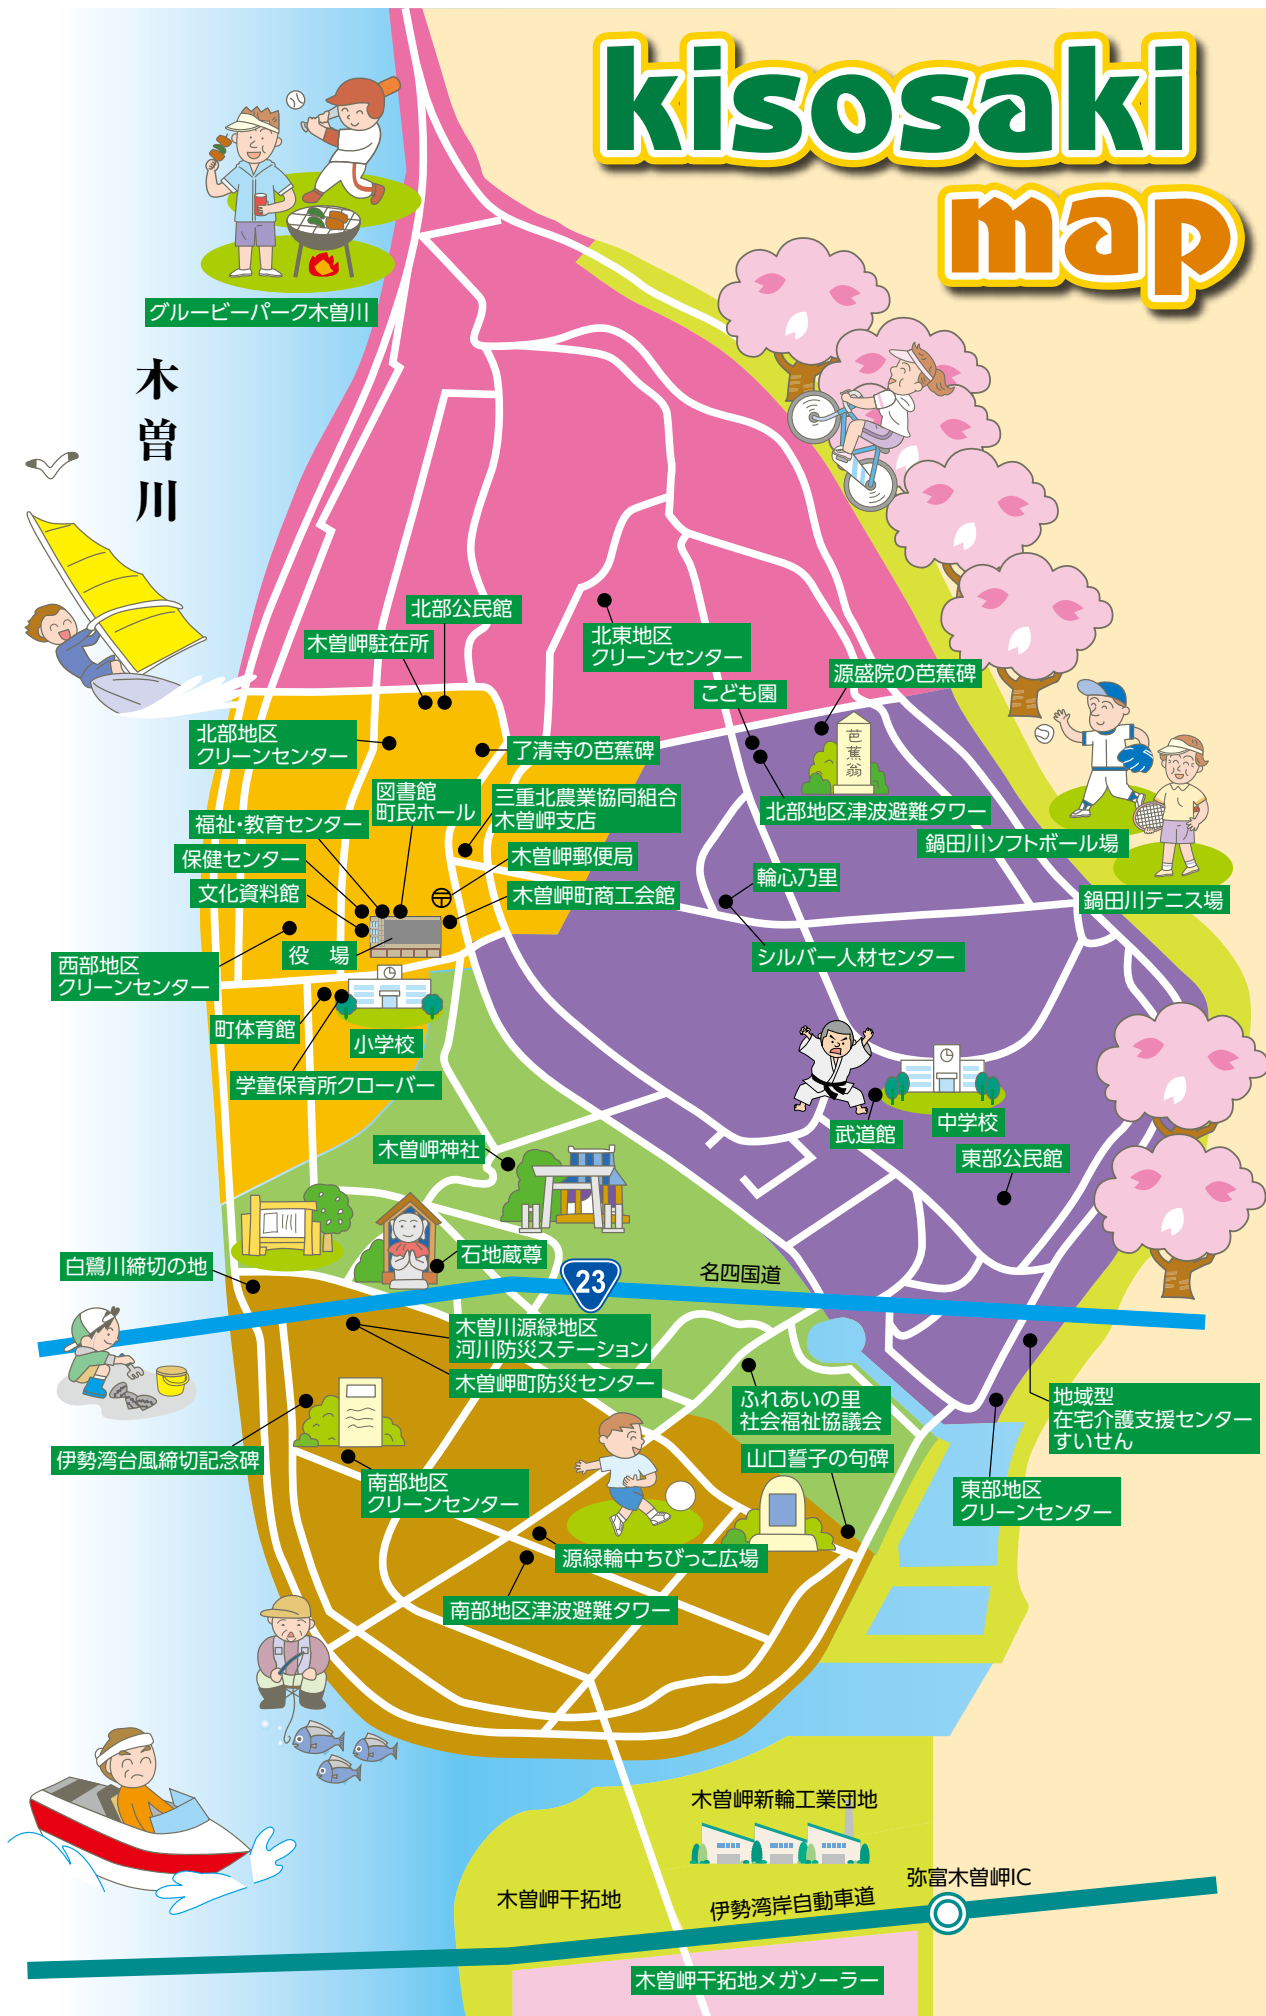 kisosaki
map
グルービーパーク木曽川
木曽川
北部公民館
木曽岬駐在所
北東地区
クリーンセンター
源盛院の芭蕉碑
こども園
芭蕉翁
北部地区
クリーンセンター
了清寺の芭蕉碑
図書館
町民ホール
三重北農業協同組合
木曽岬支店
北部地区津波避難タワー
福祉・教育センター
鍋田川ソフトボール場
保健センター
木曽岬郵便局
文化資料館
木曽岬町商工会館
輪心乃里
鍋田川テニス場
役　場
シルバー人材センター
西部地区
クリーンセンター
町体育館
小学校
学童保育所クローバー
武道館
中学校
木曽岬神社
東部公民館
白鷺川締切の地
石地蔵尊
23
名四国道
木曽川源緑地区
河川防災ステーション
木曽岬町防災センター
ふれあいの里
社会福祉協議会
地域型
在宅介護支援センター
すいせん
伊勢湾台風締切記念碑
山口誓子の句碑
南部地区
クリーンセンター
東部地区
クリーンセンター
源緑輪中ちびっこ広場
南部地区津波避難タワー
木曽岬新輪工業団地
弥富木曽岬IC
木曽岬干拓地
伊勢湾岸自動車道
木曽岬干拓地メガソーラー